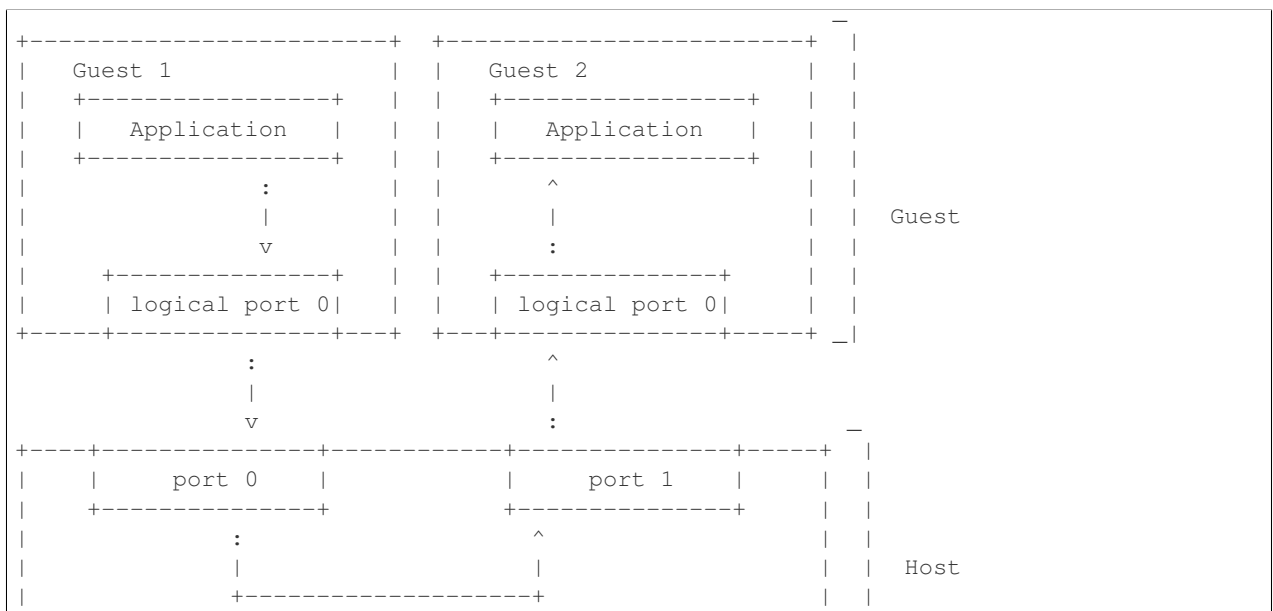 _
+-------------------------+  +-------------------------+  |
|   Guest 1               |  |   Guest 2               |  |
|   +-----------------+   |  |   +-----------------+   |  |
|   |   Application   |   |  |   |   Application   |   |  |
|   +-----------------+   |  |   +-----------------+   |  |
|                :        |  |       ^                 |  |
|                |        |  |       |                 |  |  Guest
|                v        |  |       :                 |  |
|     +---------------+   |  |   +---------------+     |  |
|     | logical port 0|   |  |   | logical port 0|     |  |
+-----+---------------+---+  +---+---------------+-----+ _|
                :                    ^
                |                    |
                v                    :                    _
+----+---------------+------------+---------------+-----+  |
|    |     port 0    |            |     port 1    |     |  |
|    +---------------+            +---------------+     |  |
|              :                    ^                   |  |
|              |                    |                   |  |  Host
|              +--------------------+                   |  |